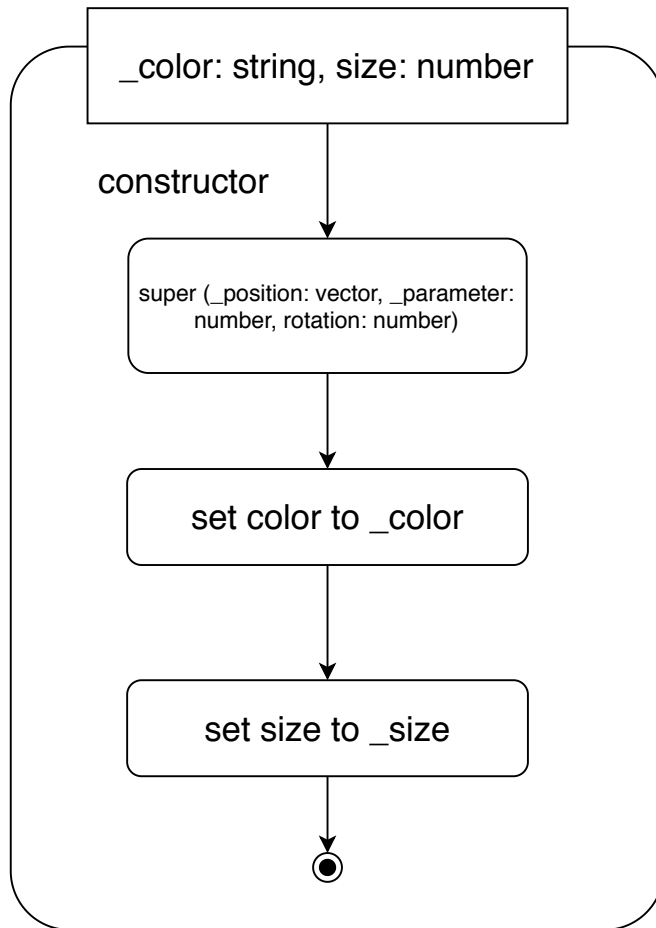 _color: string, size: number
constructor
super (_position: vector, _parameter:
number, rotation: number)
set color to _color
set size to _size